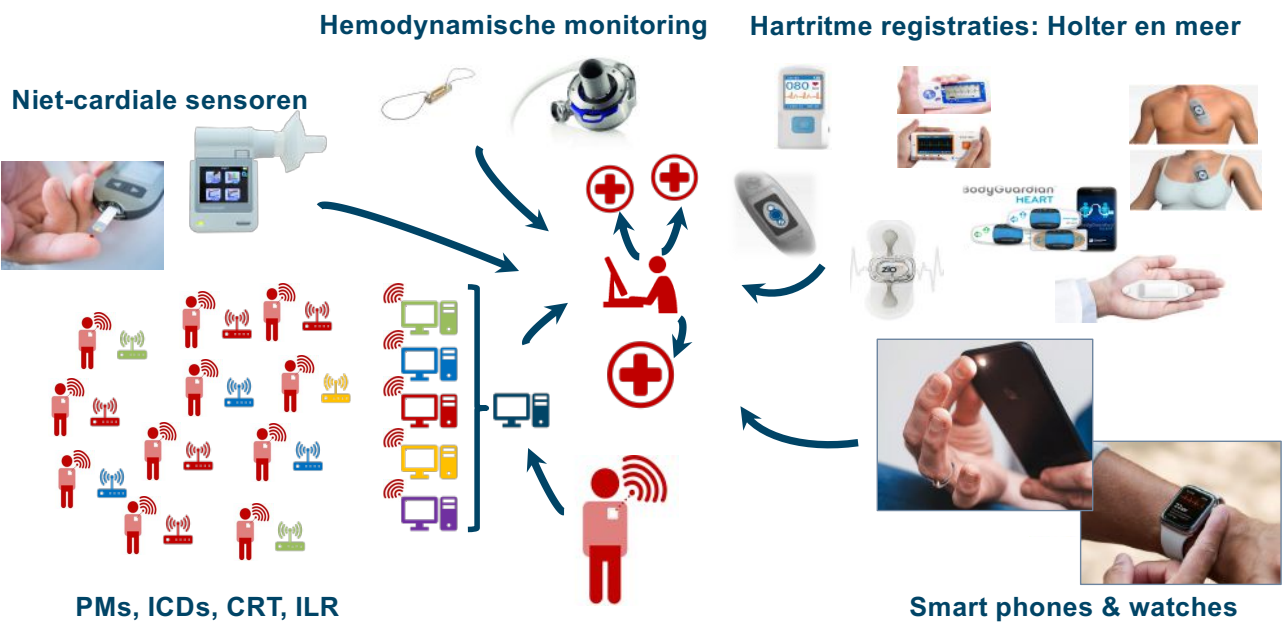 Hemodynamische monitoring
Hartritme registraties: Holter en meer
Niet-cardiale sensoren
080
BodyGuardian
HEART
ZIO
PMs, ICDs, CRT, ILR
Smart phones & watches